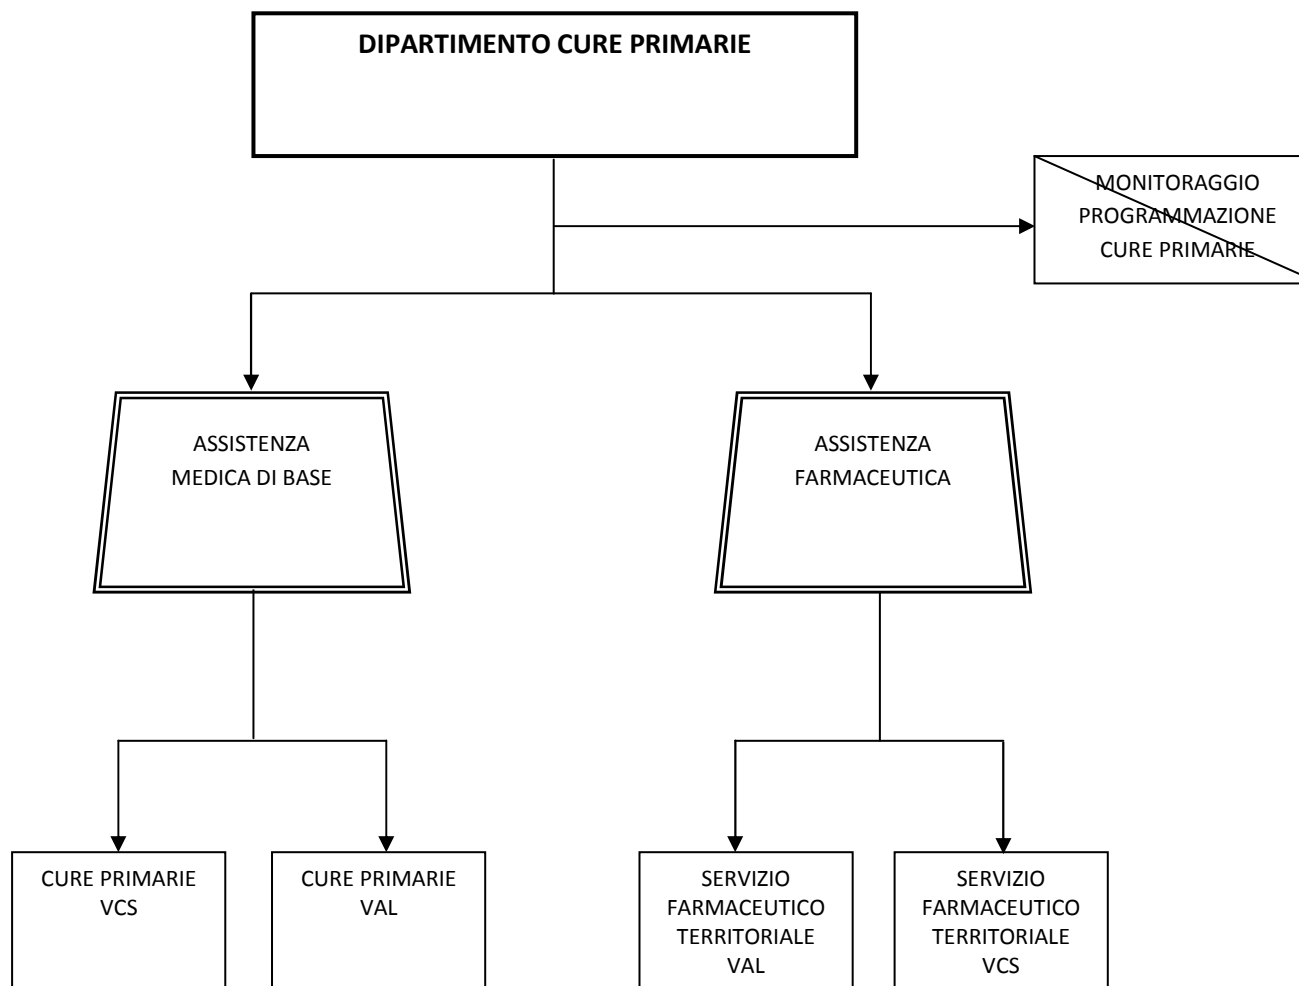 DIPARTIMENTO CURE PRIMARIE
MONITORAGGIO
PROGRAMMAZIONE
CURE PRIMARIE
ASSISTENZA
MEDICA DI BASE
ASSISTENZA
FARMACEUTICA
CURE PRIMARIE
VCS
CURE PRIMARIE
VAL
SERVIZIO
FARMACEUTICO
TERRITORIALE
VAL
SERVIZIO
FARMACEUTICO
TERRITORIALE
VCS